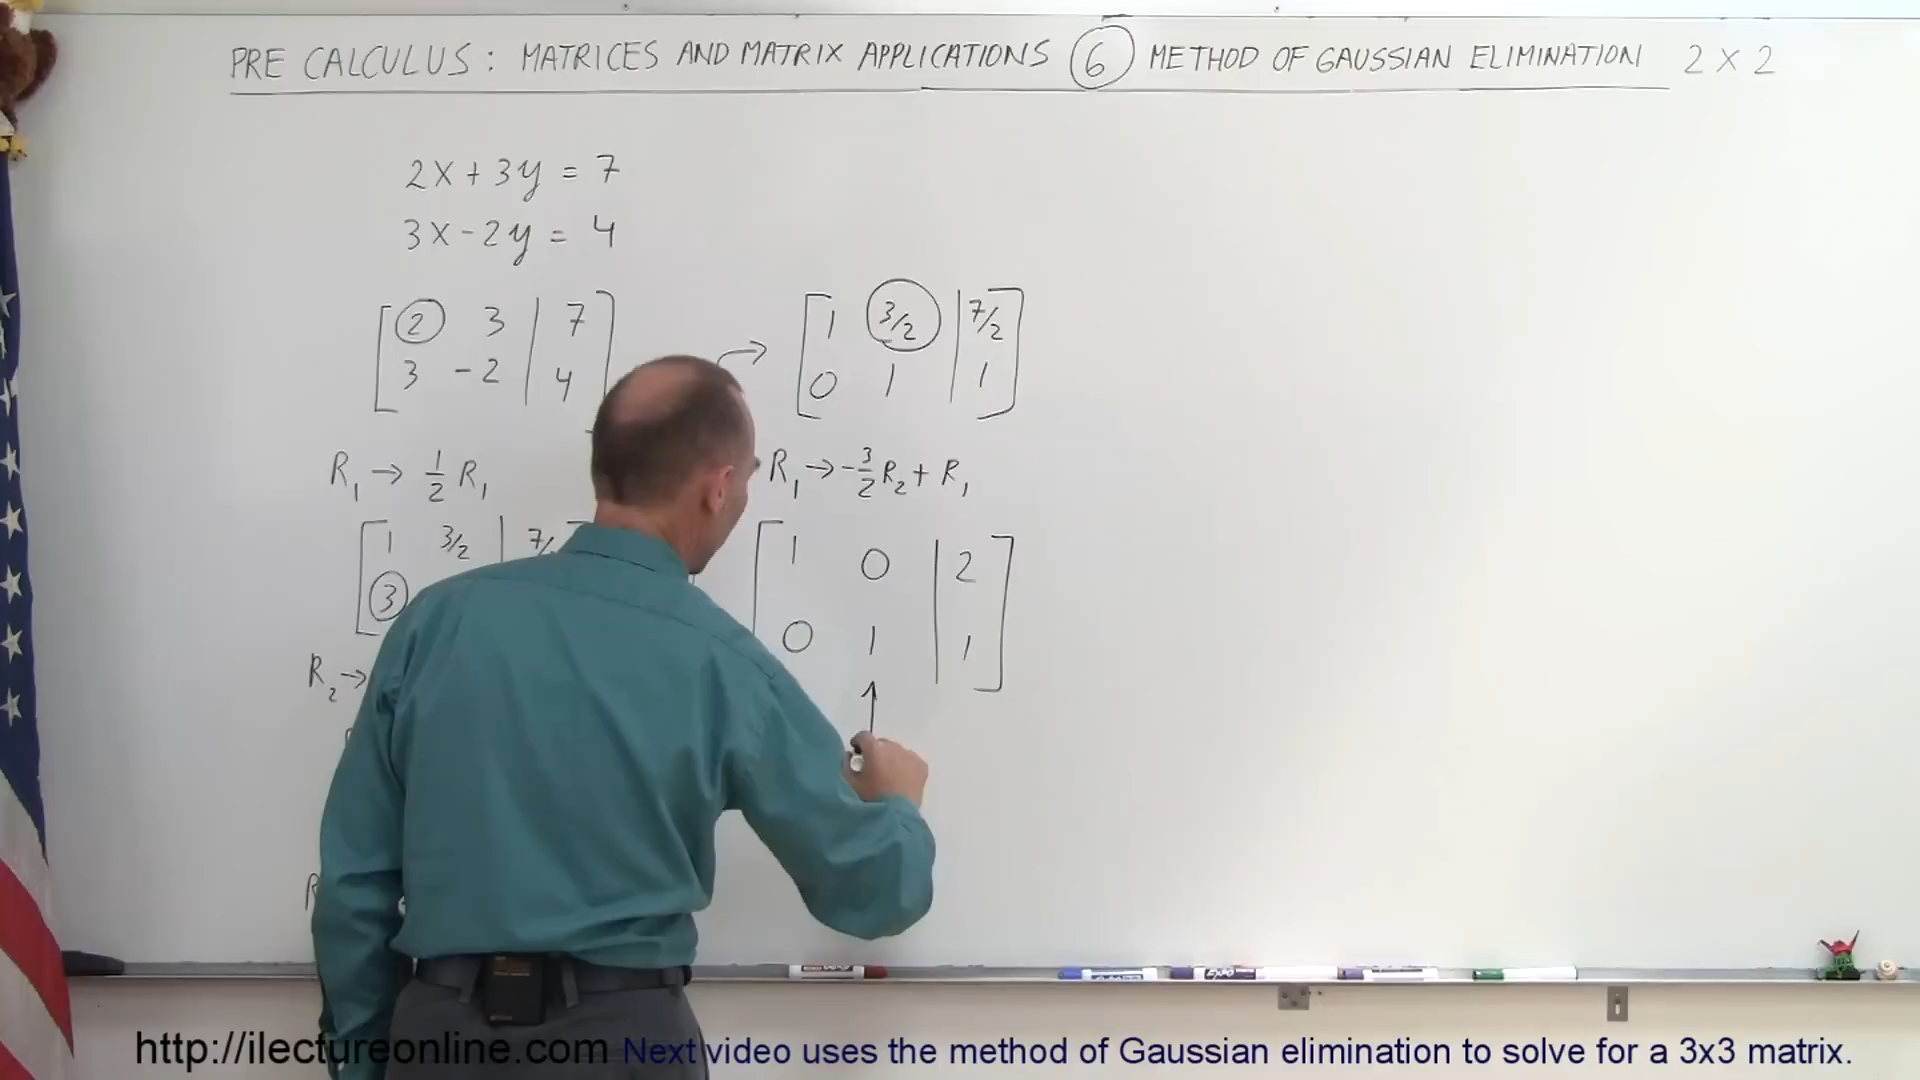 PRE CALCULUS: MATRICES AND MATRIX APPLICATIONS 6 METHOD OF GAUSSIAN ELIMINATION 2 X 2
2x + 3y = 7
3x - 2y = 4
[ 2 3 | 7 ]
[ 3 -2 | 4 ]
R₁ → 1/2 R₁
[ 1 3/2 | 7/
[ 3
R₂ →
→ [ 1 3/2 | 7/2 ]
[ 0 1 | 1 ]
R₁ → -3/2 R₂ + R₁
[ 1 0 | 2 ]
[ 0 1 | 1 ]
↑
EXPO
http://ilectureonline.com Next video uses the method of Gaussian elimination to solve for a 3x3 matrix.